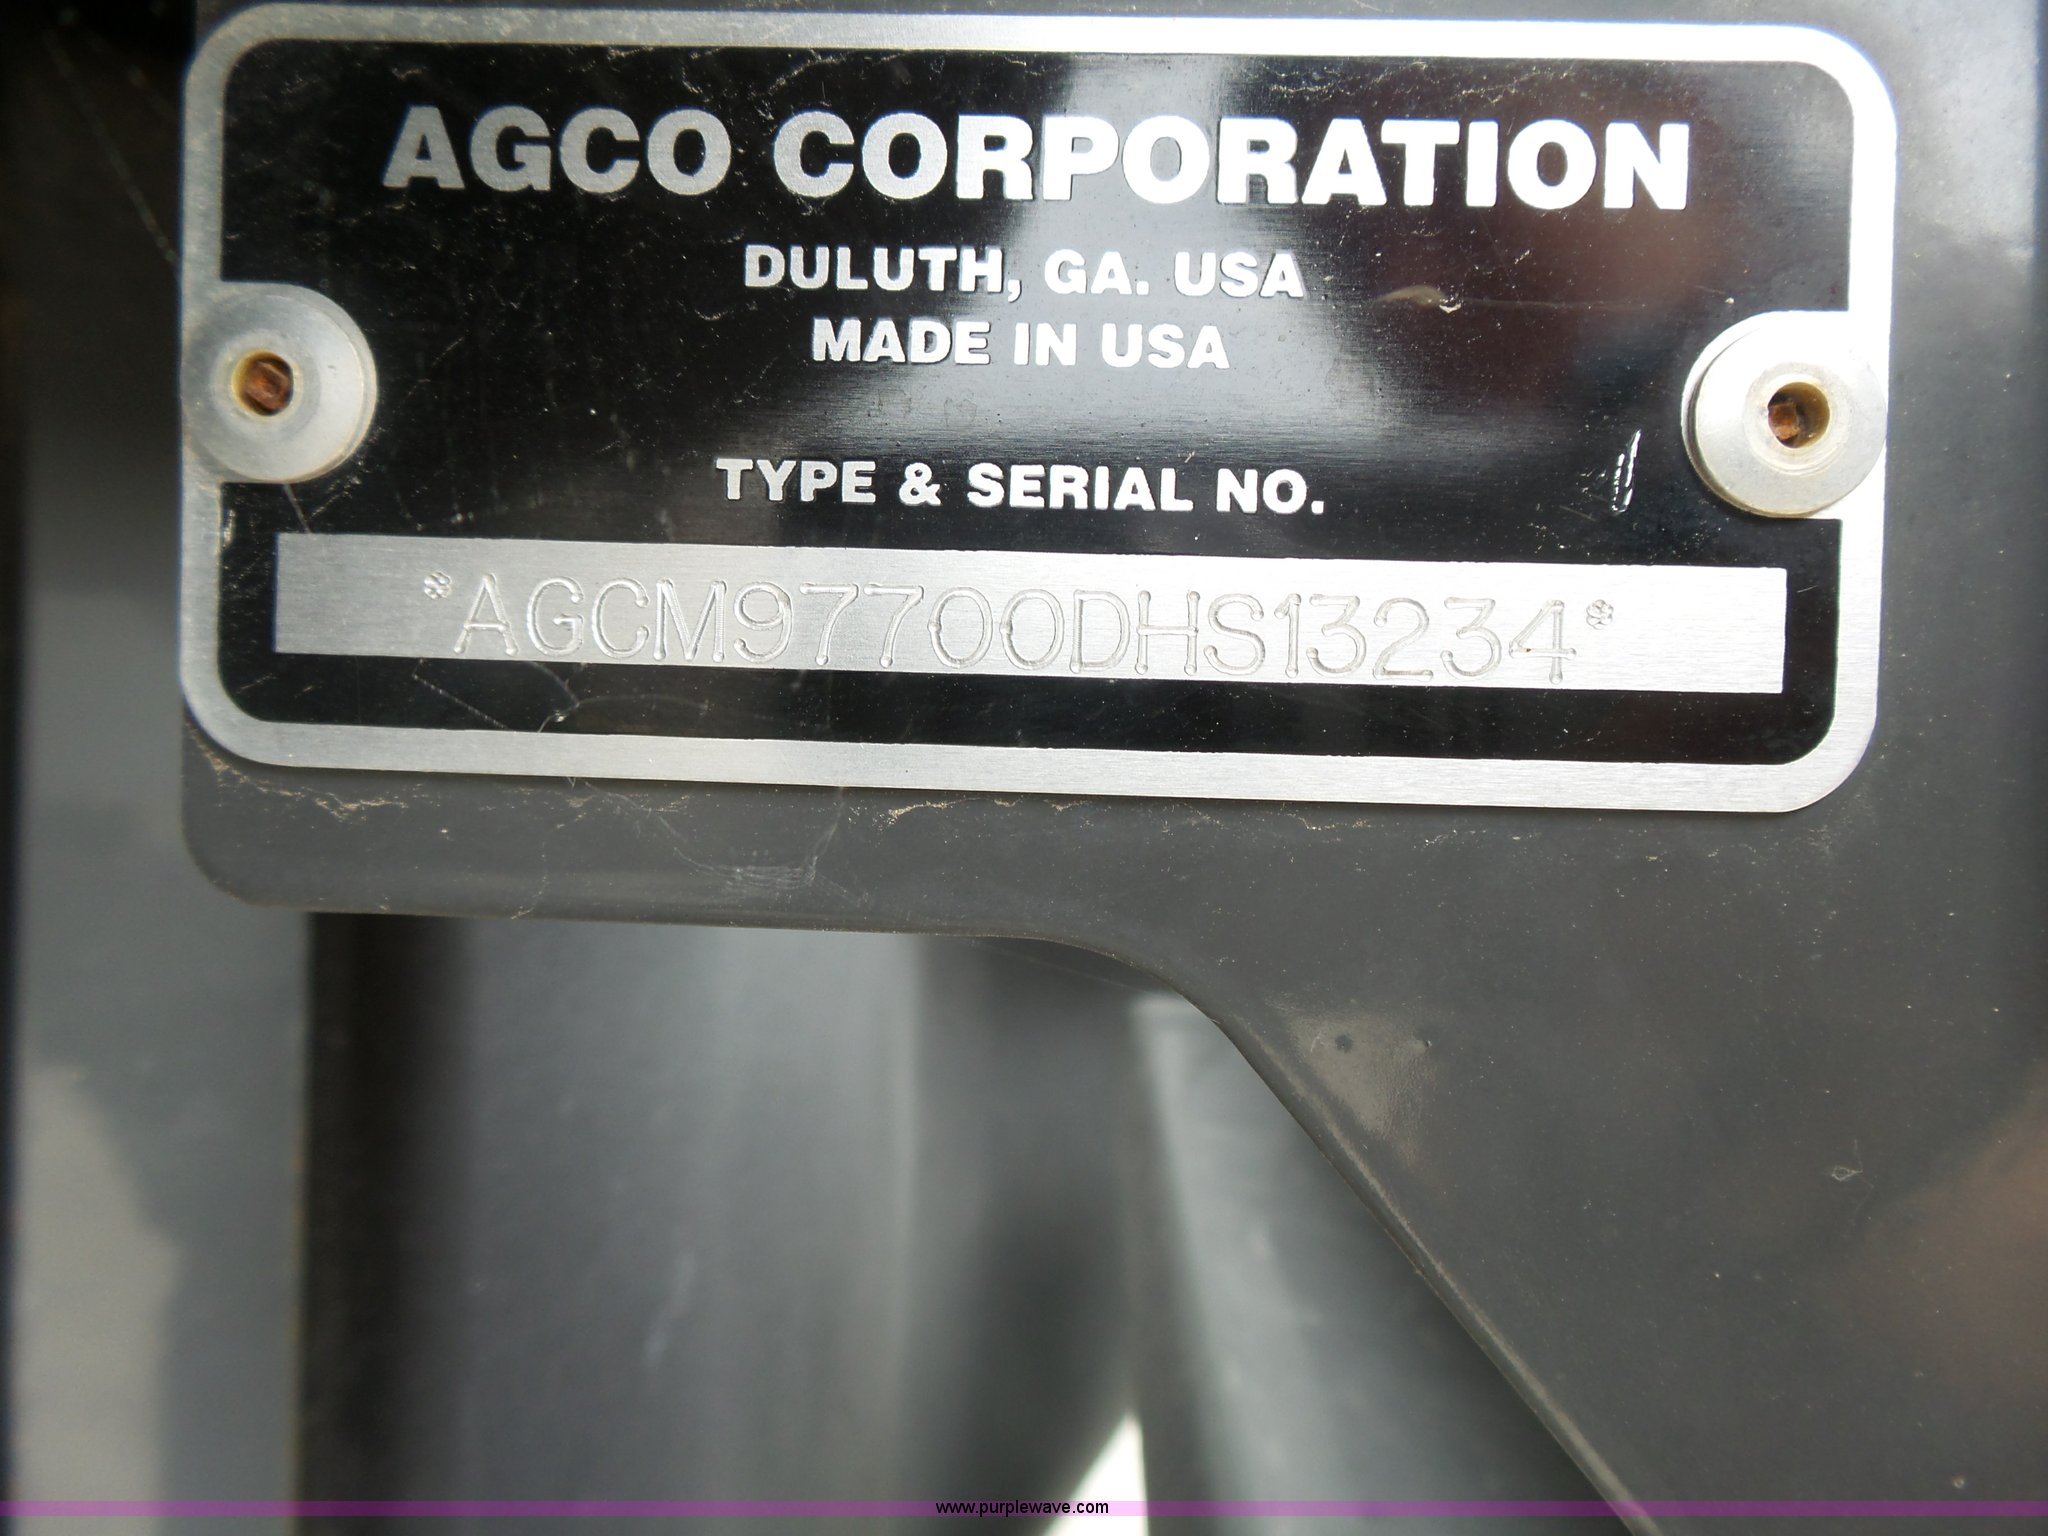 AGCO CORPORATION
DULUTH, GA. USA
MADE IN USA
TYPE & SERIAL NO.
*AGCM97700DHS13234*
www.purplewave.com